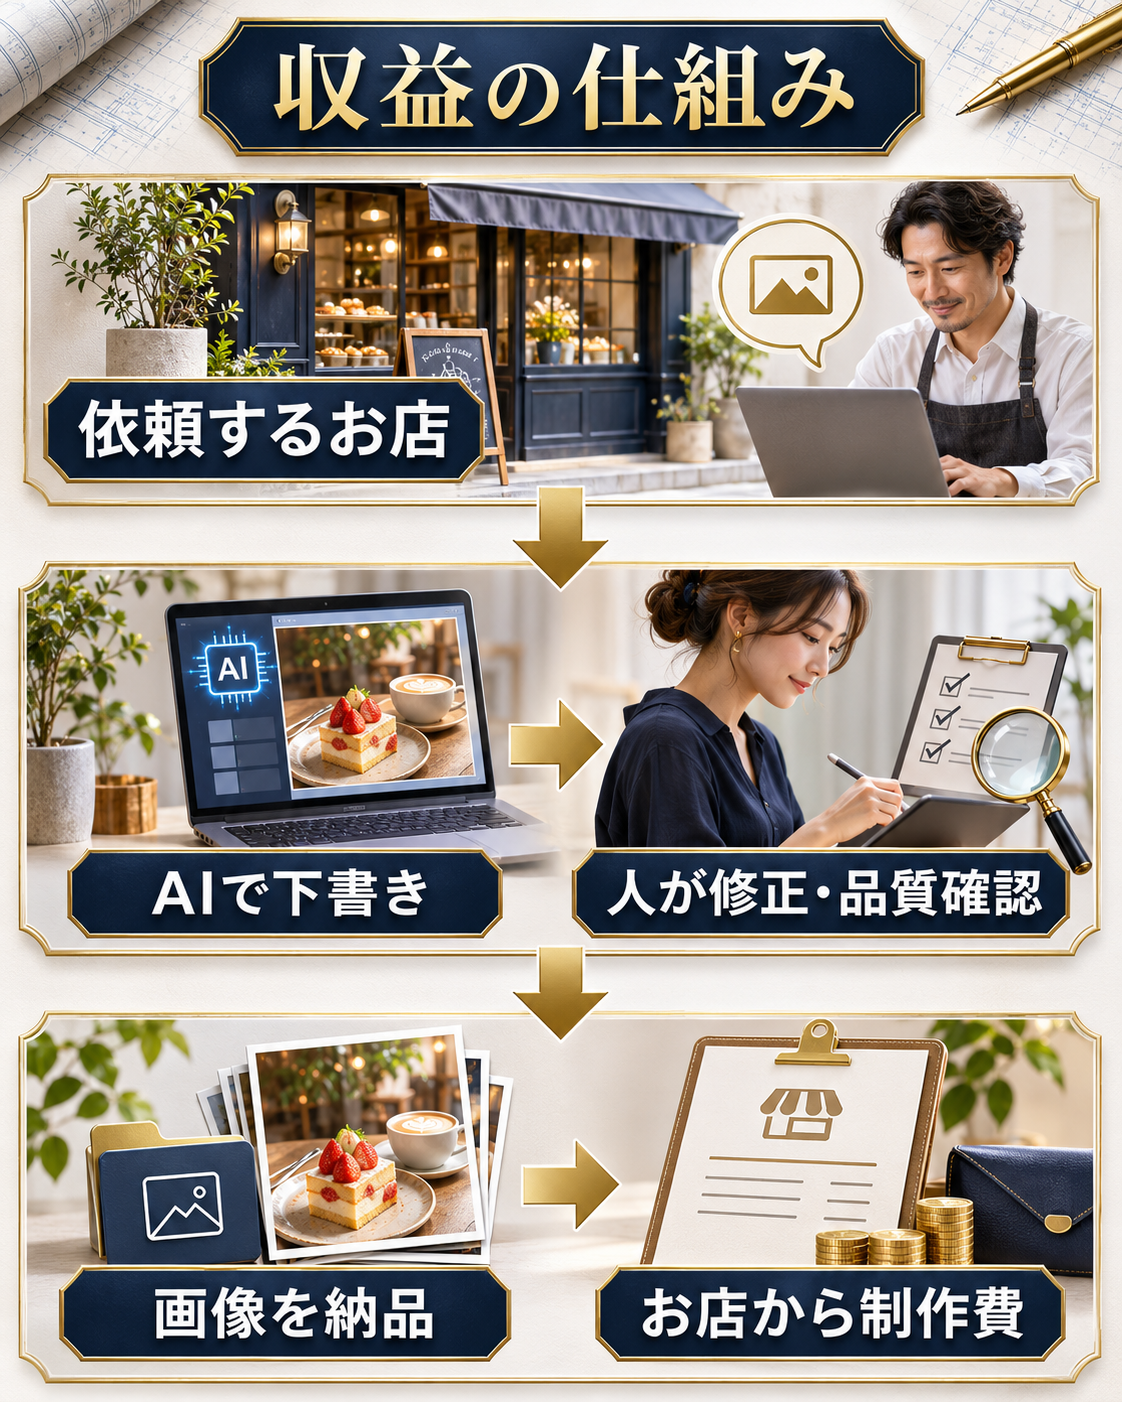 収益の仕組み
依頼するお店
AI
AIで下書き
人が修正・品質確認
画像を納品
お店から制作費